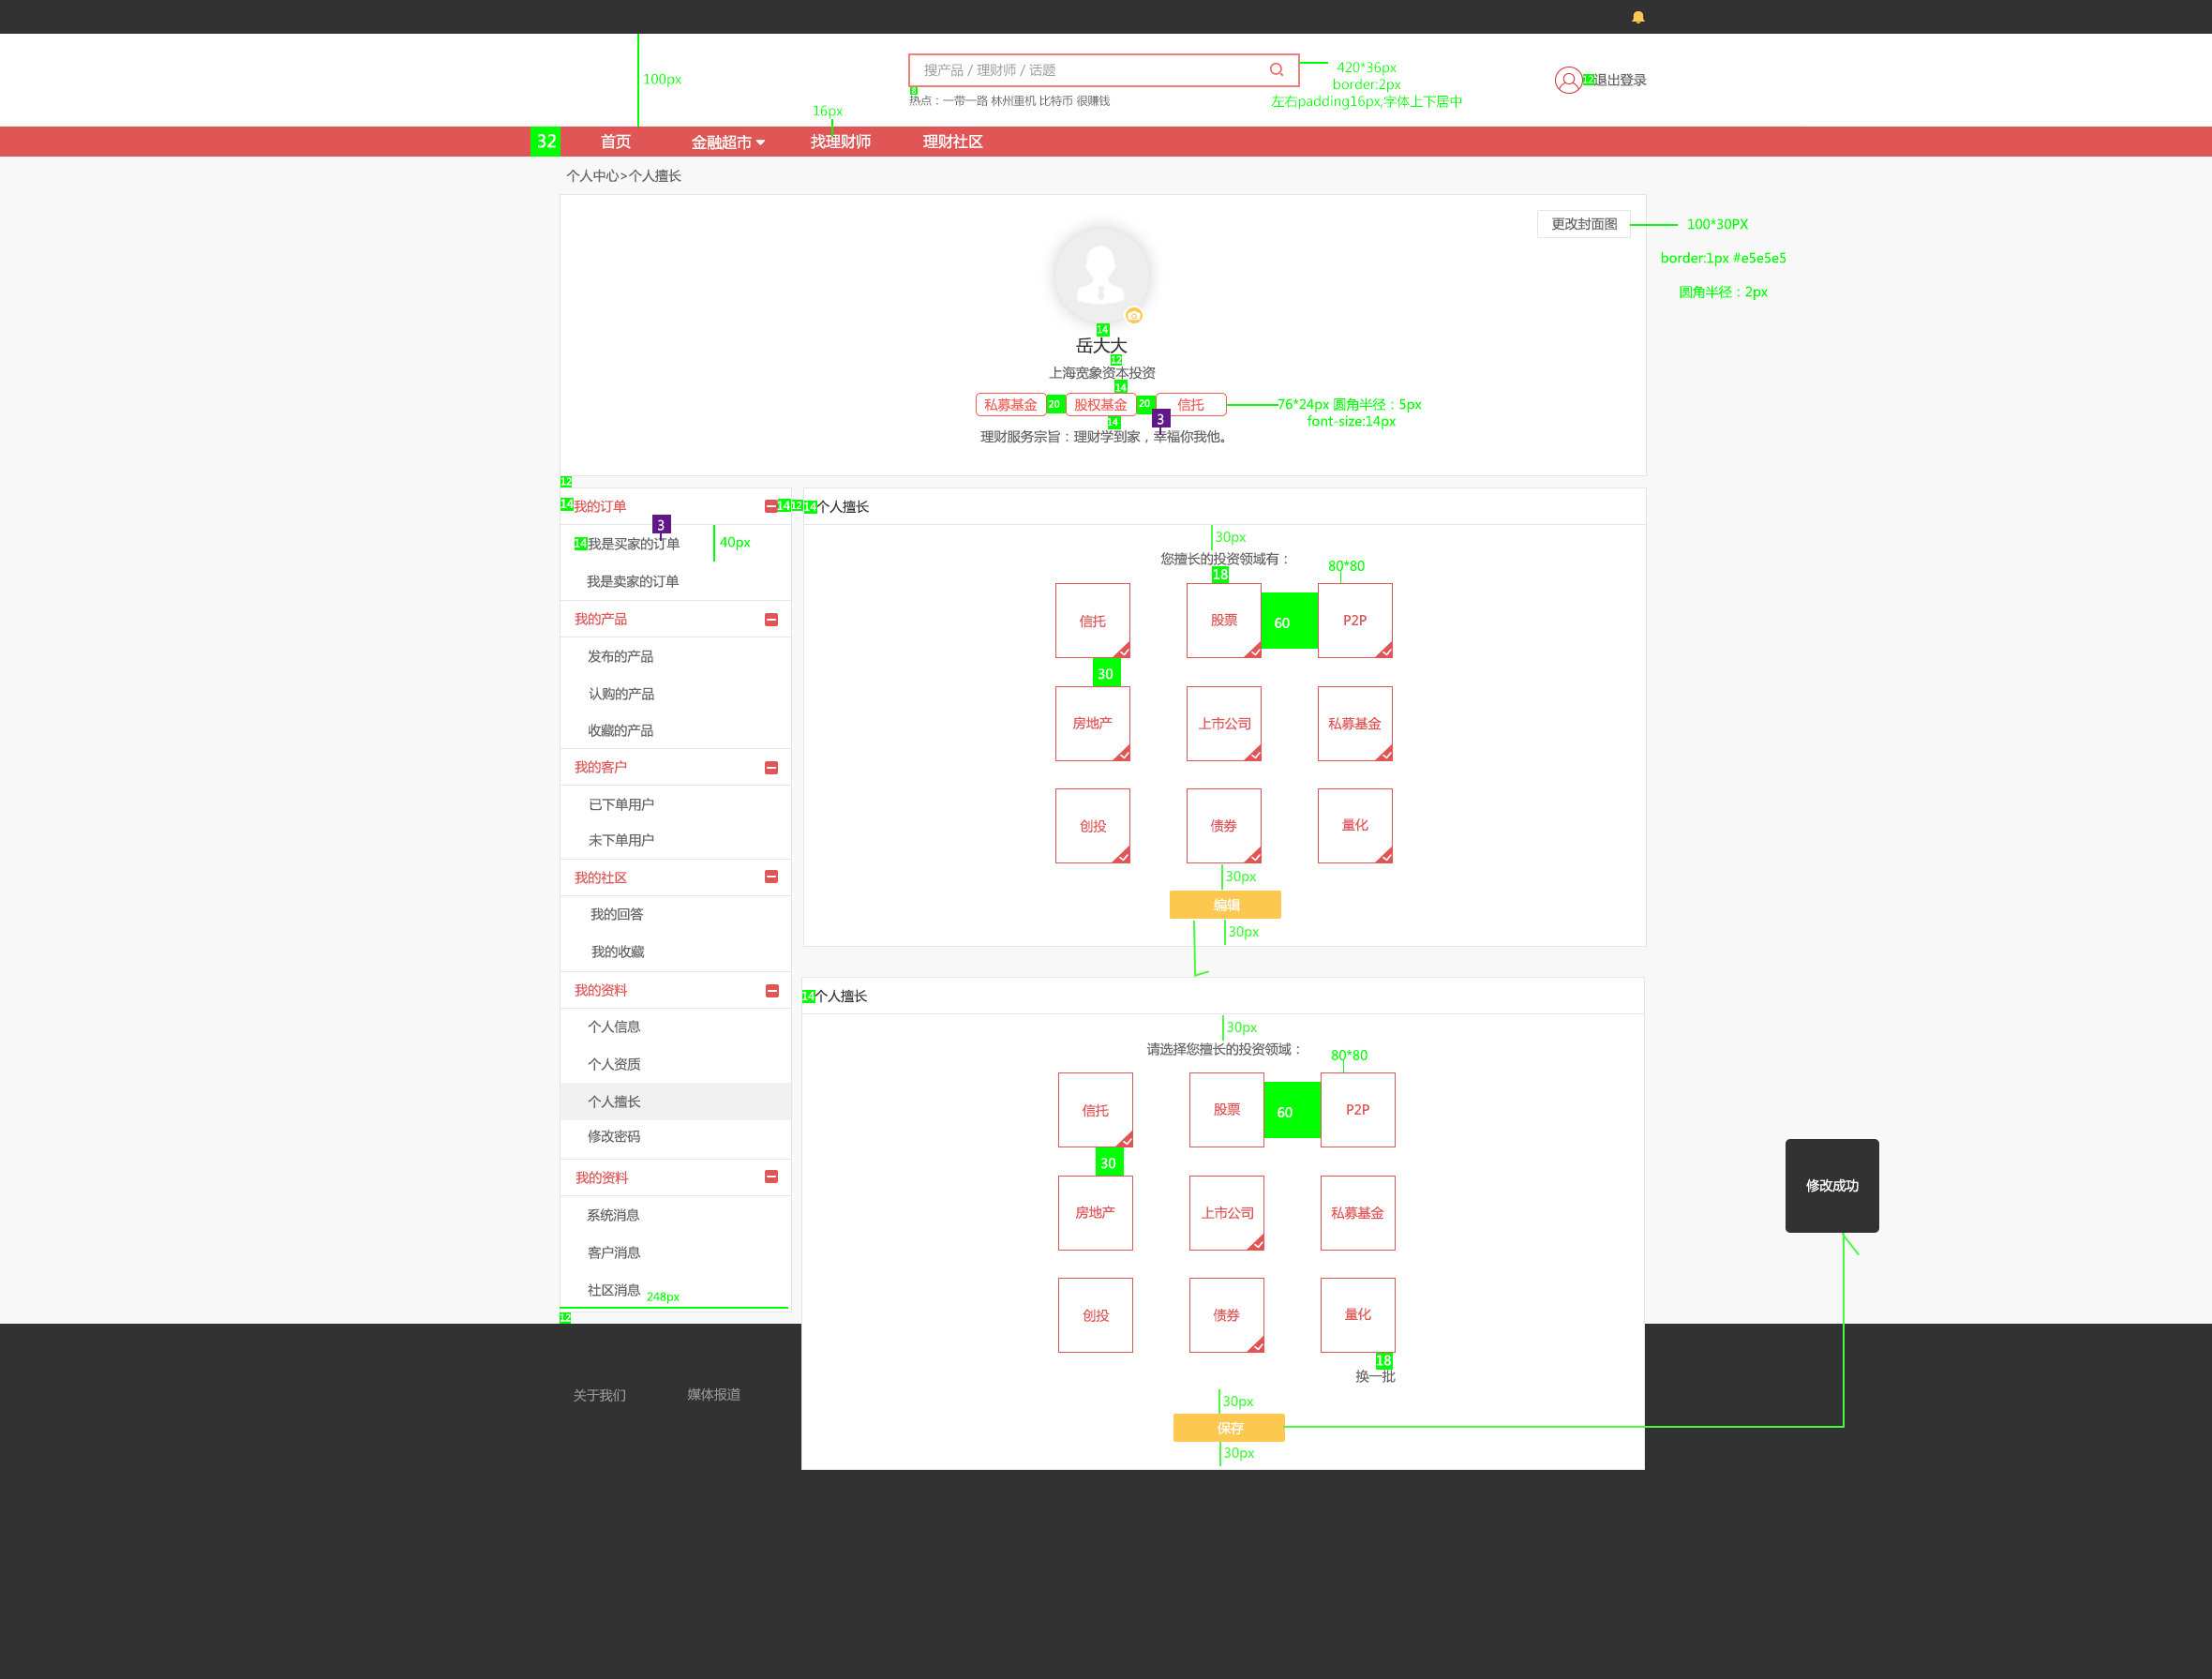 100px
搜产品 / 理财师 / 话题
420*36px
border:2px
左右padding16px,字体上下居中
12
退出登录
8
热点：一带一路 林州重机 比特币 很赚钱
16px
32
首页
金融超市
找理财师
理财社区
个人中心>个人擅长
更改封面图
100*30PX
border:1px #e5e5e5
圆角半径：2px
14
岳大大
12
上海宽象资本投资
14
私募基金
20
股权基金
20
信托
76*24px 圆角半径：5px
font-size:14px
14
3
理财服务宗旨：理财学到家，幸福你我他。
12
14
我的订单
14
12
14
个人擅长
3
14
我是买家的订单
40px
我是卖家的订单
我的产品
发布的产品
认购的产品
收藏的产品
我的客户
已下单用户
未下单用户
我的社区
我的回答
我的收藏
我的资料
个人信息
个人资质
个人擅长
修改密码
我的资料
系统消息
客户消息
社区消息
248px
12
30px
您擅长的投资领域有：
18
80*80
信托
股票
60
P2P
30
房地产
上市公司
私募基金
创投
债券
量化
30px
编辑
30px
14
个人擅长
30px
请选择您擅长的投资领域：
80*80
信托
股票
60
P2P
30
房地产
上市公司
私募基金
创投
债券
量化
18
换一批
30px
保存
30px
修改成功
关于我们
媒体报道